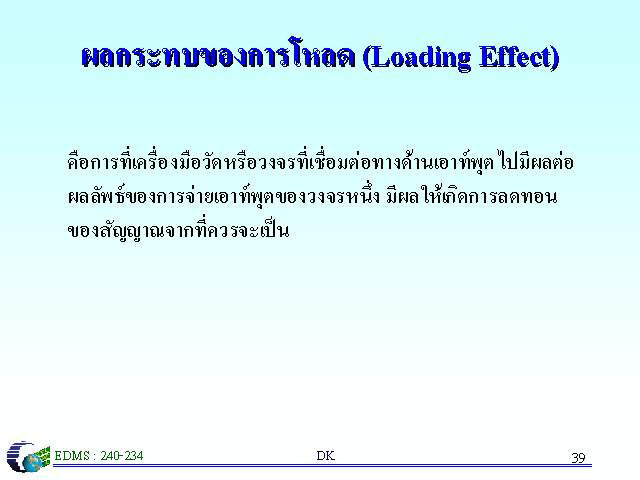 ผลกระทบของการโหลด (Loading Effect)
คือการที่เครื่องมือวัดหรือวงจรที่เชื่อมต่อทางด้านเอาท์พุต ไปมีผลต่อ
ผลลัพธ์ของการจ่ายเอาท์พุตของวงจรหนึ่ง มีผลให้เกิดการลดทอน
ของสัญญาณจากที่ควรจะเป็น
EDMS : 240-234 DK 39